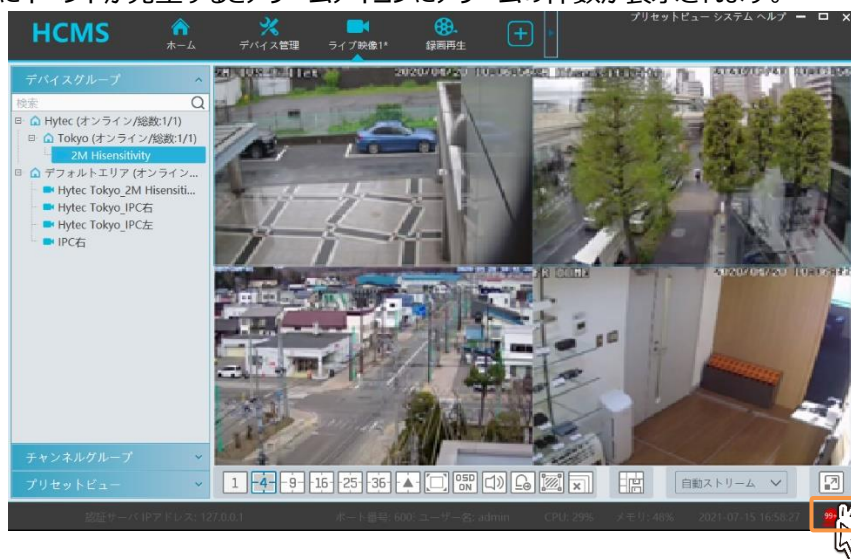 にイベントが発生するとアラームアイコンにアラームの件数が表示されます。
プリセットビュー システム ヘルプ
HCMS
ホーム
デバイス管理
ライブ映像1*
録画再生
デバイスグループ
検索
Hytec (オンライン/総数:1/1)
Tokyo (オンライン/総数:1/1)
2M Hisensitivity
デフォルトエリア (オンライン...
Hytec Tokyo_2M Hisensiti...
Hytec Tokyo_IPC右
Hytec Tokyo_IPC左
IPC右
チャンネルグループ
プリセットビュー
1 4 9 16 25 36 OSD ON
自動ストリーム
認証サーバ IPアドレス: 127.0.0.1 ポート番号: 600 ユーザー名: admin CPU: 29% メモリ: 48% 2021-07-15 16:58:27 99+